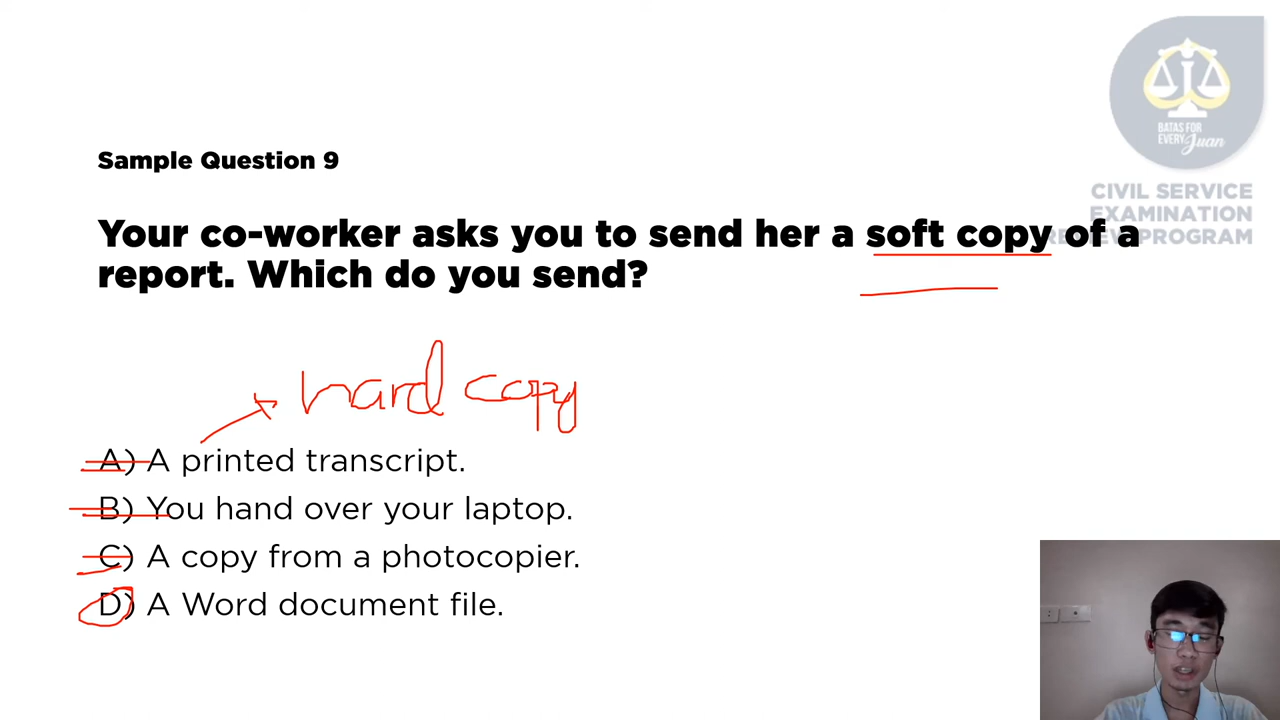 BATAS FOR
EVERY Juan
CIVIL SERVICE
EXAMINATION
REVIEW PROGRAM
Sample Question 9
Your co-worker asks you to send her a soft copy of a
report. Which do you send?
hard copy
A) A printed transcript.
B) You hand over your laptop.
C) A copy from a photocopier.
D) A Word document file.